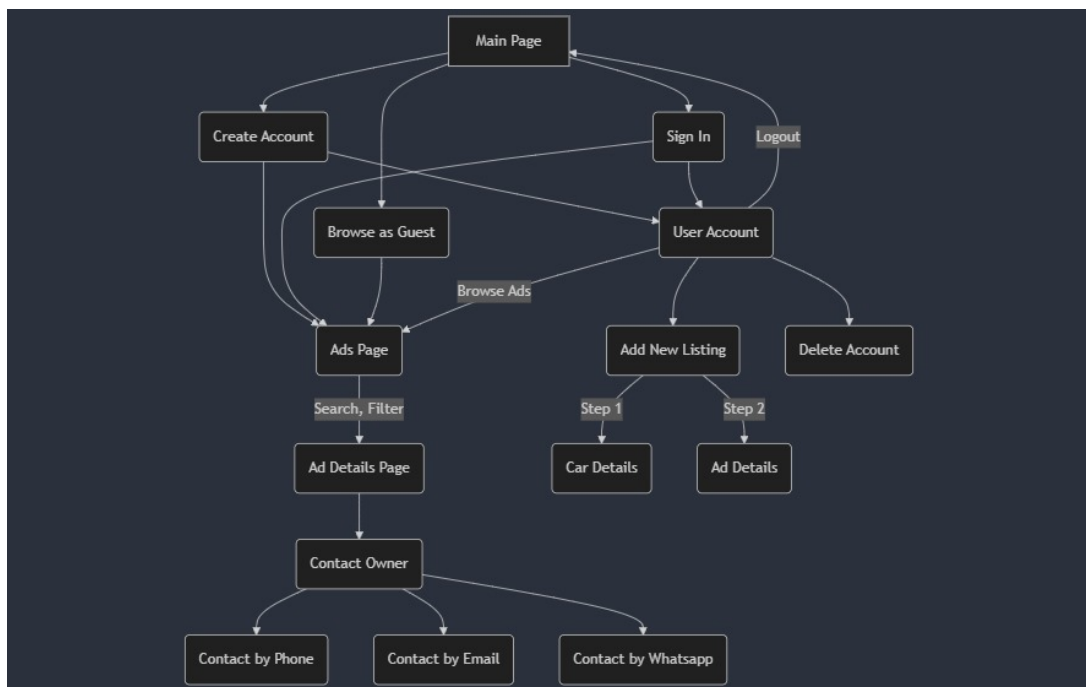 Main Page
Create Account
Sign In
Logout
Browse as Guest
User Account
Browse Ads
Ads Page
Add New Listing
Delete Account
Search, Filter
Step 1
Step 2
Ad Details Page
Car Details
Ad Details
Contact Owner
Contact by Phone
Contact by Email
Contact by Whatsapp